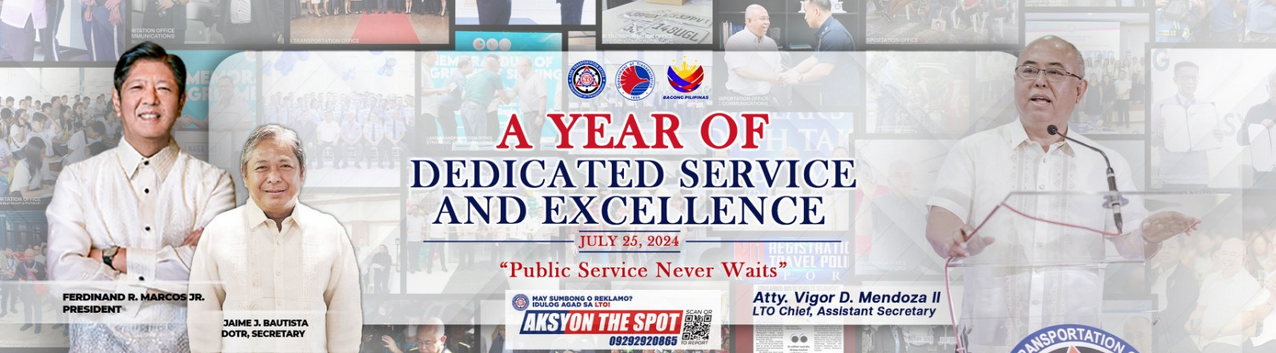 BAGONG PILIPINAS
A YEAR OF
DEDICATED SERVICE
AND EXCELLENCE
JULY 25, 2024
“Public Service Never Waits”
FERDINAND R. MARCOS JR.
PRESIDENT
JAIME J. BAUTISTA
DOTR, SECRETARY
MAY SUMBONG O REKLAMO?
IDULOG AGAD SA LTO!
AKSYON THE SPOT
09292920865
SCAN QR
TO REPORT
Atty. Vigor D. Mendoza II
LTO Chief, Assistant Secretary